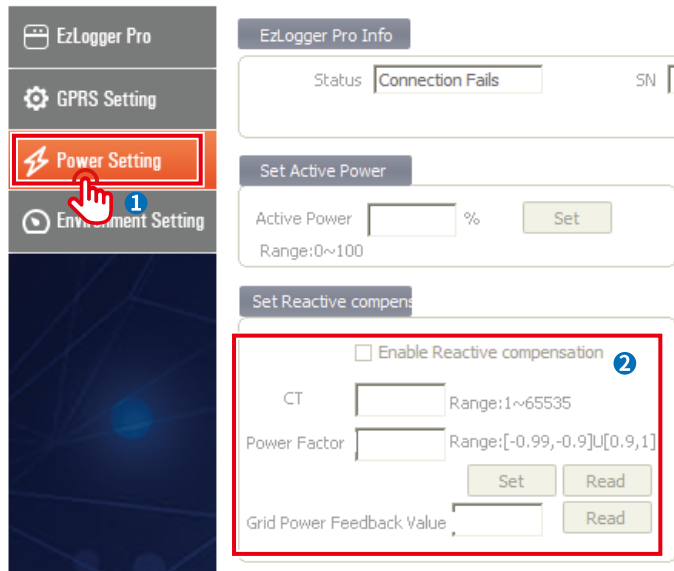 EzLogger Pro
GPRS Setting
Power Setting
1
Environment Setting
EzLogger Pro Info
Status Connection Fails SN
Set Active Power
Active Power % Set
Range:0~100
Set Reactive compens
Enable Reactive compensation 2
CT Range:1~65535
Power Factor Range:[-0.99,-0.9]U[0.9,1]
Set Read
Grid Power Feedback Value Read